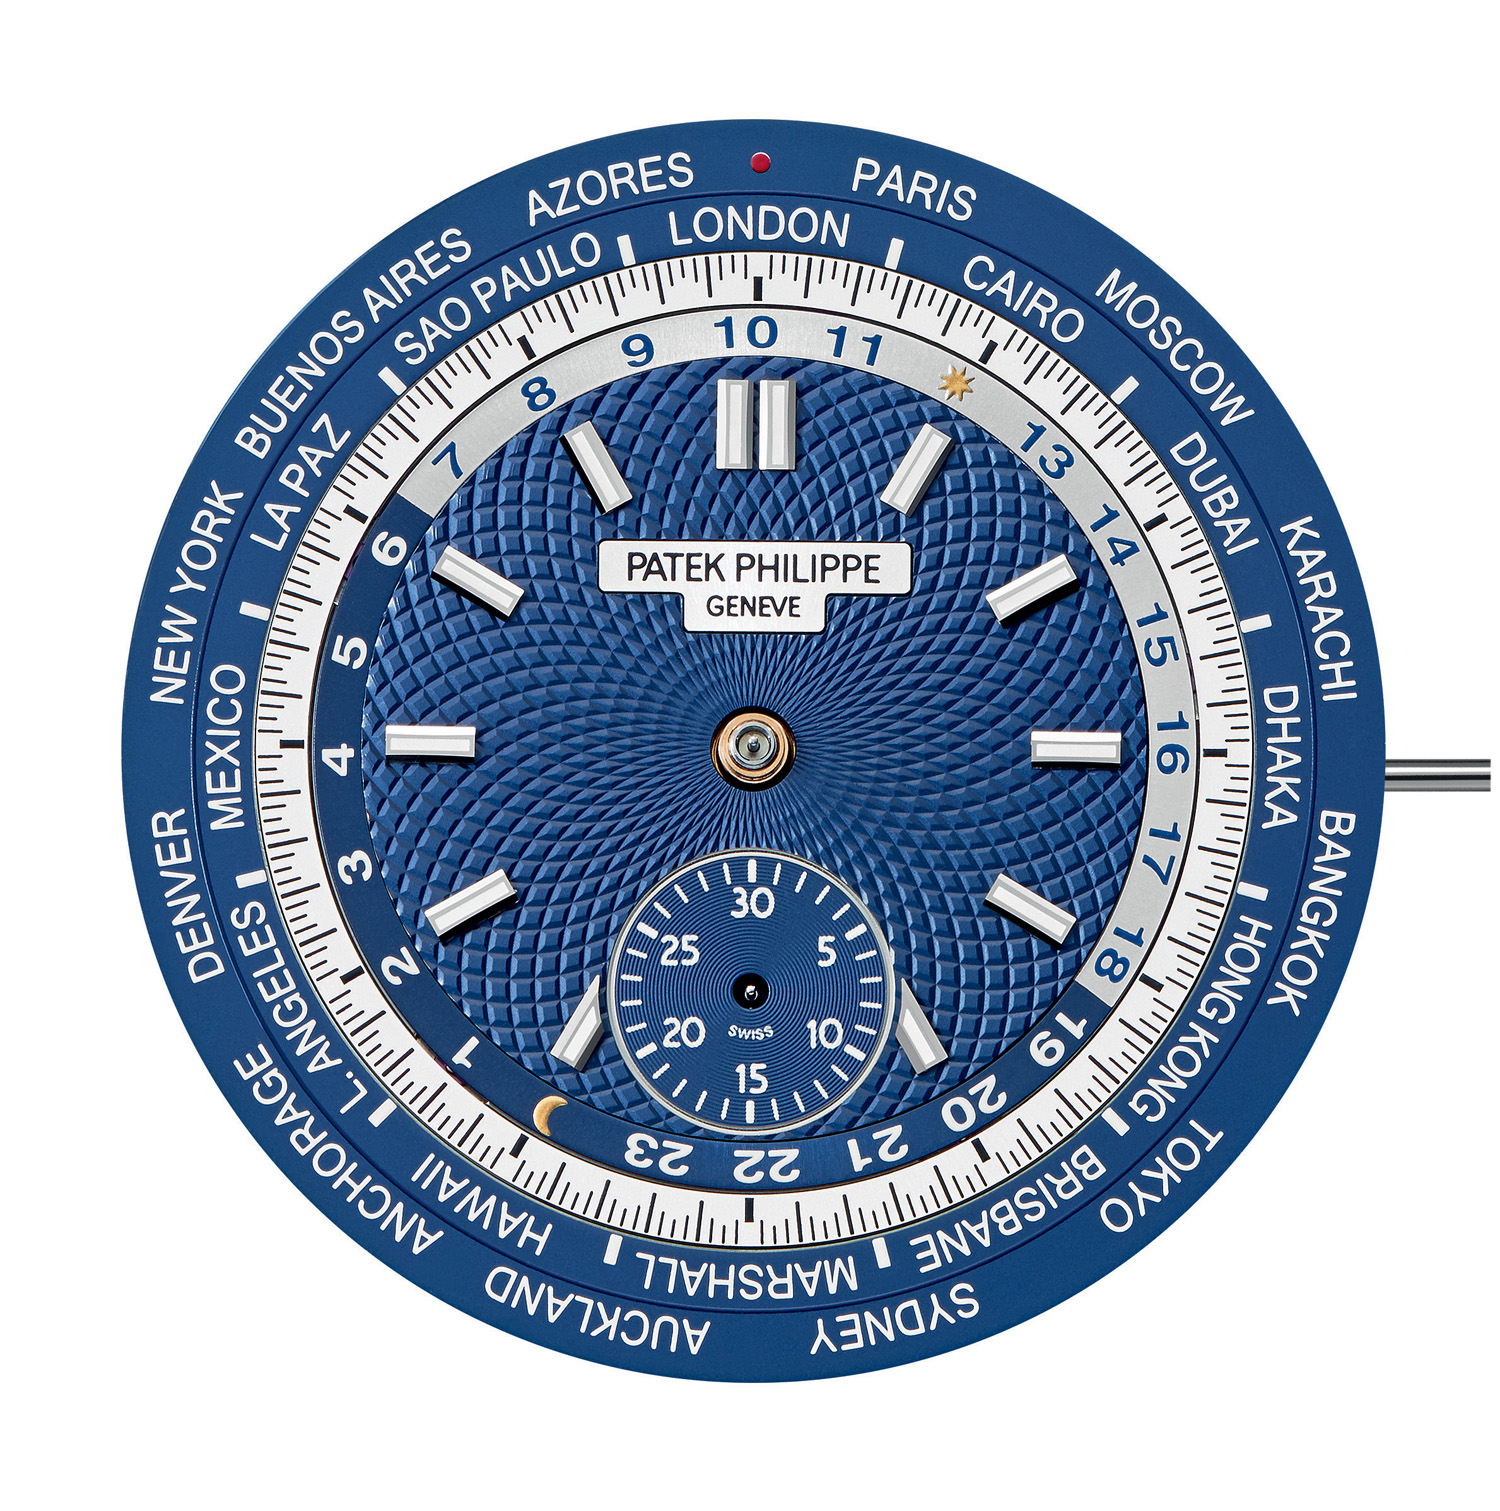 PARIS
MOSCOW
KARACHI
BANGKOK
TOKYO
SYDNEY
AUCKLAND
ANCHORAGE
DENVER
NEW YORK
BUENOS AIRES
AZORES
LONDON
CAIRO
DUBAI
DHAKA
HONG KONG
BRISBANE
MARSHALL
HAWAII
L. ANGELES
MEXICO
LA PAZ
SAO PAULO
1
2
3
4
5
6
7
8
9
10
11
13
14
15
16
17
18
19
20
21
22
23
PATEK PHILIPPE
GENEVE
30
5
10
15
20
25
SWISS